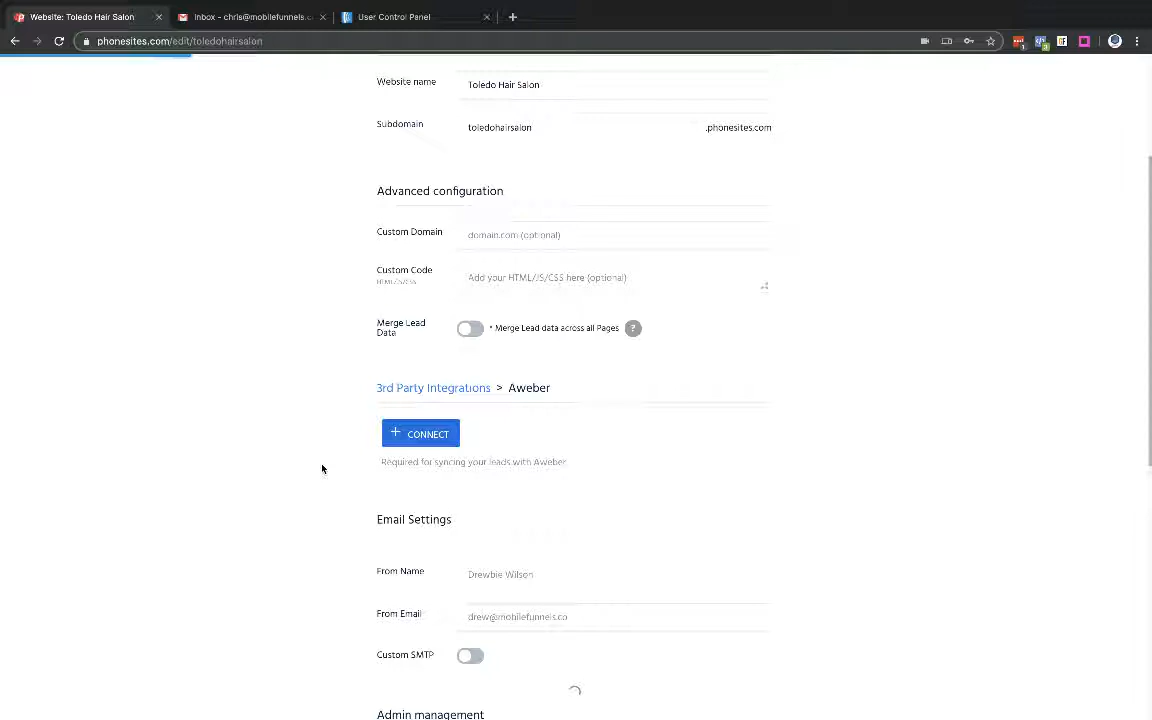 Website: Toledo Hair Salon
Inbox - chris@mobilefunnels.c
User Control Panel
phonesites.com/edit/toledohairsalon
Website name
Toledo Hair Salon
Subdomain
toledohairsalon
.phonesites.com
Advanced configuration
Custom Domain
domain.com (optional)
Custom Code
HTML/JS/CSS
Add your HTML/JS/CSS here (optional)
Merge Lead
Data
* Merge Lead data across all Pages
?
3rd Party Integrations > Aweber
+ CONNECT
Required for syncing your leads with Aweber
Email Settings
From Name
Drewbie Wilson
From Email
drew@mobilefunnels.co
Custom SMTP
Admin management